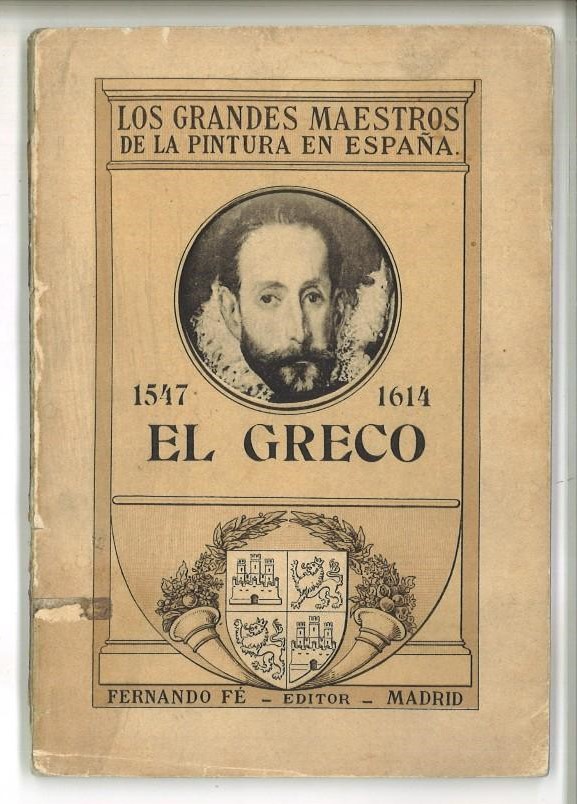 LOS GRANDES MAESTROS
DE LA PINTURA EN ESPAÑA.
1547 1614
EL GRECO
FERNANDO FÉ - EDITOR - MADRID